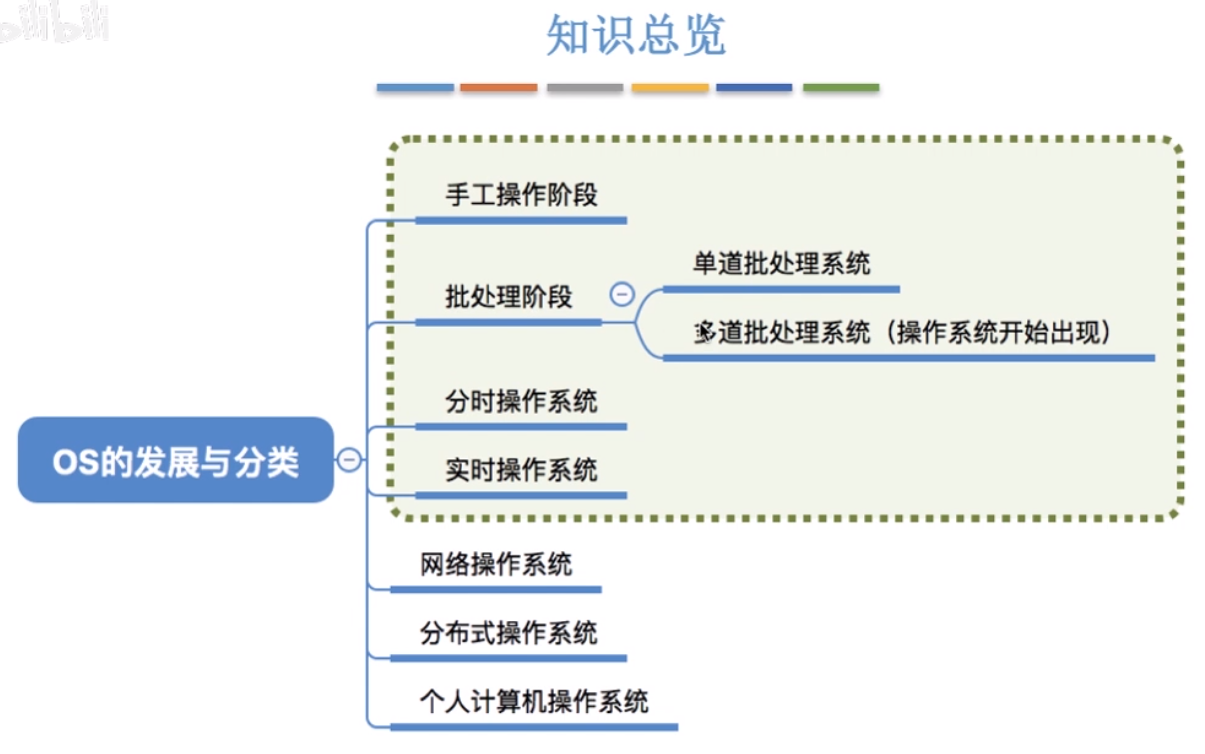 知识总览
手工操作阶段
单道批处理系统
批处理阶段
多道批处理系统（操作系统开始出现）
分时操作系统
OS的发展与分类
实时操作系统
网络操作系统
分布式操作系统
个人计算机操作系统